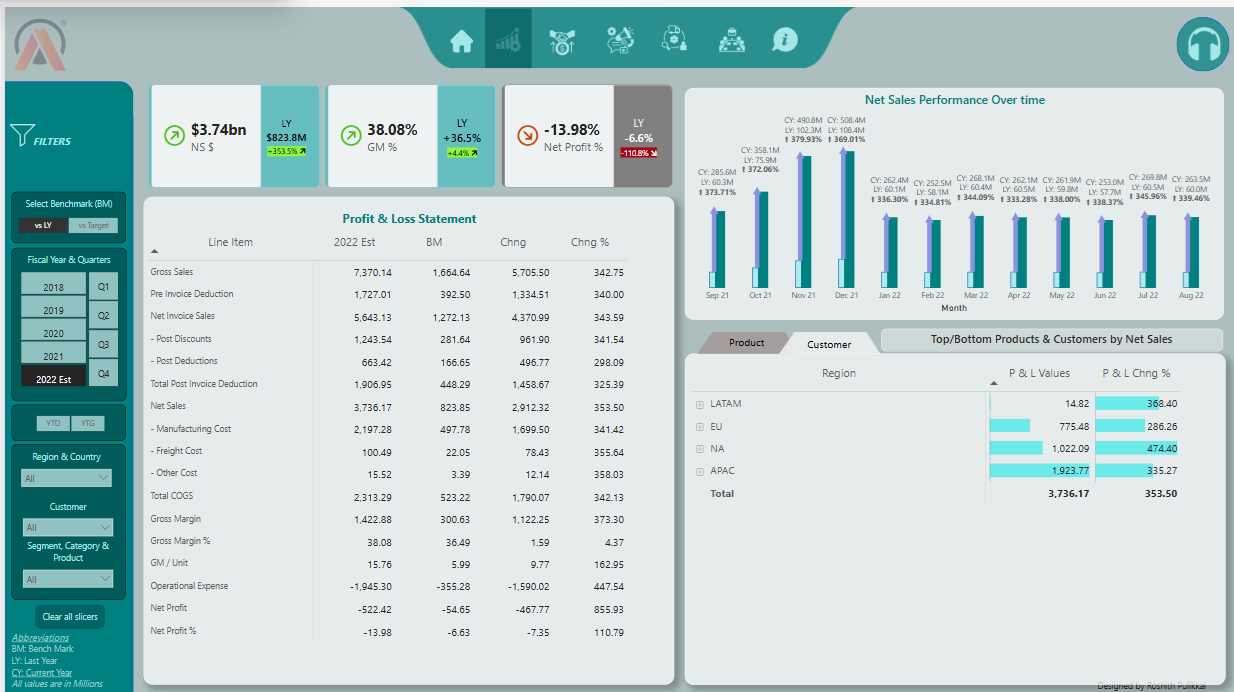 FILTERS
Select Benchmark (BM)
vs LY
vs Target
Fiscal Year & Quarters
2018
2019
2020
2021
2022 Est
Q1
Q2
Q3
Q4
YTD
YTG
Region & Country
All
Customer
All
Segment, Category &
Product
All
Clear all slicers
Abbreviations
BM: Bench Mark
LY: Last Year
CY: Current Year
All values are in Millions
$3.74bn
NS $
LY
$823.8M
+353.5%
38.08%
GM %
LY
+36.5%
+4.4%
-13.98%
Net Profit %
LY
-6.6%
-110.8%
Profit & Loss Statement
Line Item 2022 Est BM Chng Chng %
Gross Sales 7,370.14 1,664.64 5,705.50 342.75
Pre Invoice Deduction 1,727.01 392.50 1,334.51 340.00
Net Invoice Sales 5,643.13 1,272.13 4,370.99 343.59
- Post Discounts 1,243.54 281.64 961.90 341.54
- Post Deductions 663.42 166.65 496.77 298.09
Total Post Invoice Deduction 1,906.95 448.29 1,458.67 325.39
Net Sales 3,736.17 823.85 2,912.32 353.50
- Manufacturing Cost 2,197.28 497.78 1,699.50 341.42
- Freight Cost 100.49 22.05 78.43 355.64
- Other Cost 15.52 3.39 12.14 358.03
Total COGS 2,313.29 523.22 1,790.07 342.13
Gross Margin 1,422.88 300.63 1,122.25 373.30
Gross Margin % 38.08 36.49 1.59 4.37
GM / Unit 15.76 5.99 9.77 162.95
Operational Expense -1,945.30 -355.28 -1,590.02 447.54
Net Profit -522.42 -54.65 -467.77 855.93
Net Profit % -13.98 -6.63 -7.35 110.79
Net Sales Performance Over time
CY: 285.6M
LY: 60.3M
⬆ 373.71%
CY: 358.1M
LY: 75.9M
⬆ 372.06%
CY: 490.8M
LY: 102.3M
⬆ 379.93%
CY: 508.4M
LY: 108.4M
⬆ 369.01%
CY: 262.4M
LY: 60.1M
⬆ 336.30%
CY: 252.5M
LY: 58.1M
⬆ 334.81%
CY: 268.1M
LY: 60.4M
⬆ 344.09%
CY: 262.1M
LY: 60.5M
⬆ 333.28%
CY: 261.9M
LY: 59.8M
⬆ 338.00%
CY: 253.0M
LY: 57.7M
⬆ 338.37%
CY: 269.8M
LY: 60.5M
⬆ 345.96%
CY: 263.5M
LY: 60.0M
⬆ 339.46%
Sep 21 Oct 21 Nov 21 Dec 21 Jan 22 Feb 22 Mar 22 Apr 22 May 22 Jun 22 Jul 22 Aug 22
Month
Product
Customer
Top/Bottom Products & Customers by Net Sales
Region P & L Values P & L Chng %
LATAM 14.82 368.40
EU 775.48 286.26
NA 1,022.09 474.40
APAC 1,923.77 335.27
Total 3,736.17 353.50
Designed by Roshith Pulikkal